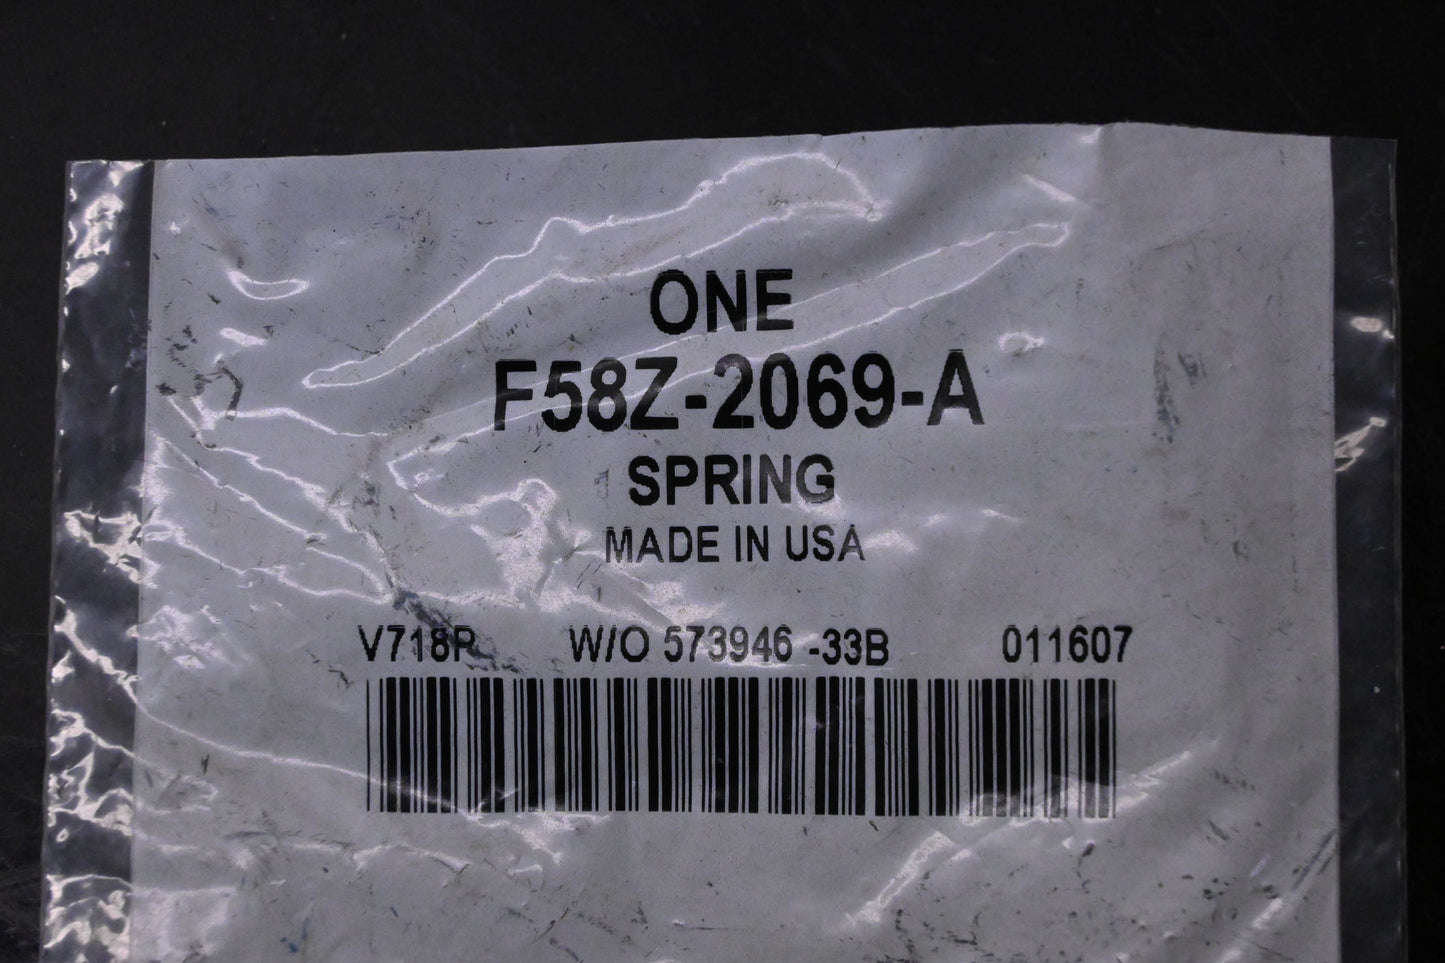 ONE
F58Z-2069-A
SPRING
MADE IN USA
V718P W/O 573946 -33B 011607